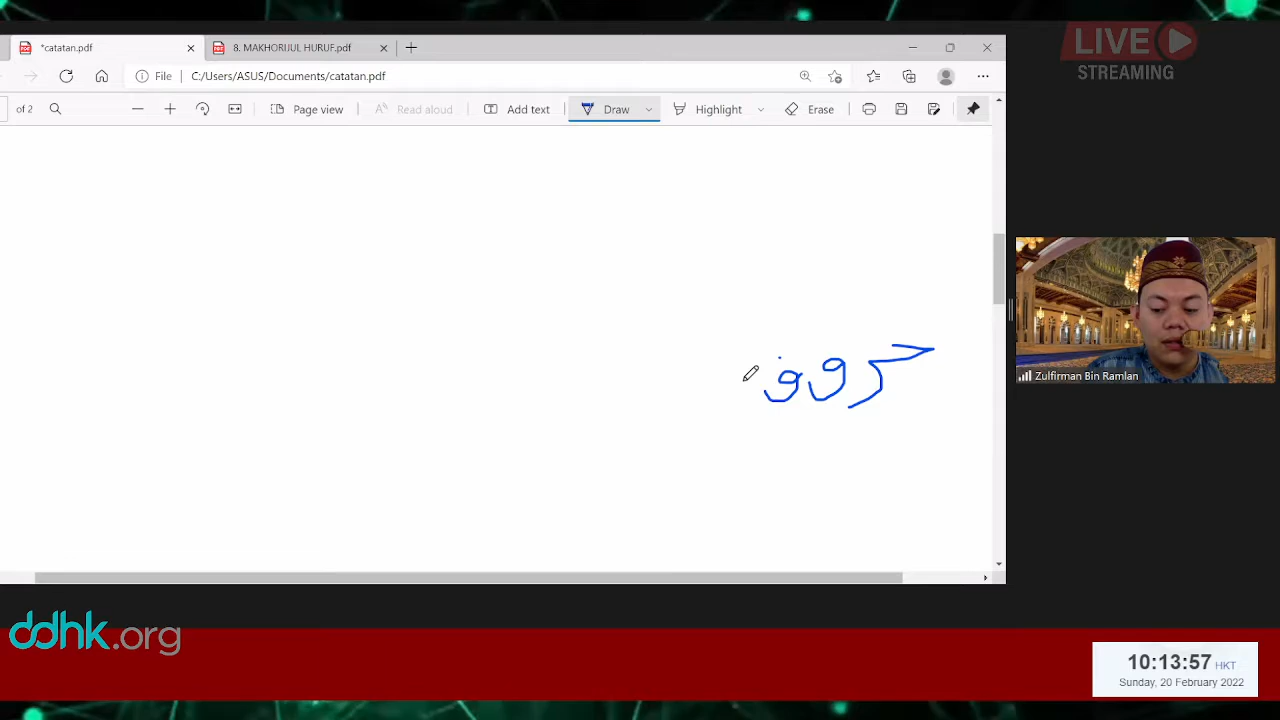 LIVE
STREAMING
*catatan.pdf
8. MAKHORIJUL HURUF.pdf
File C:/Users/ASUS/Documents/catatan.pdf
of 2
Page view
Read aloud
Add text
Draw
Highlight
Erase
Zulfirman Bin Ramlan
ddhk.org
10:13:57 HKT
Sunday, 20 February 2022